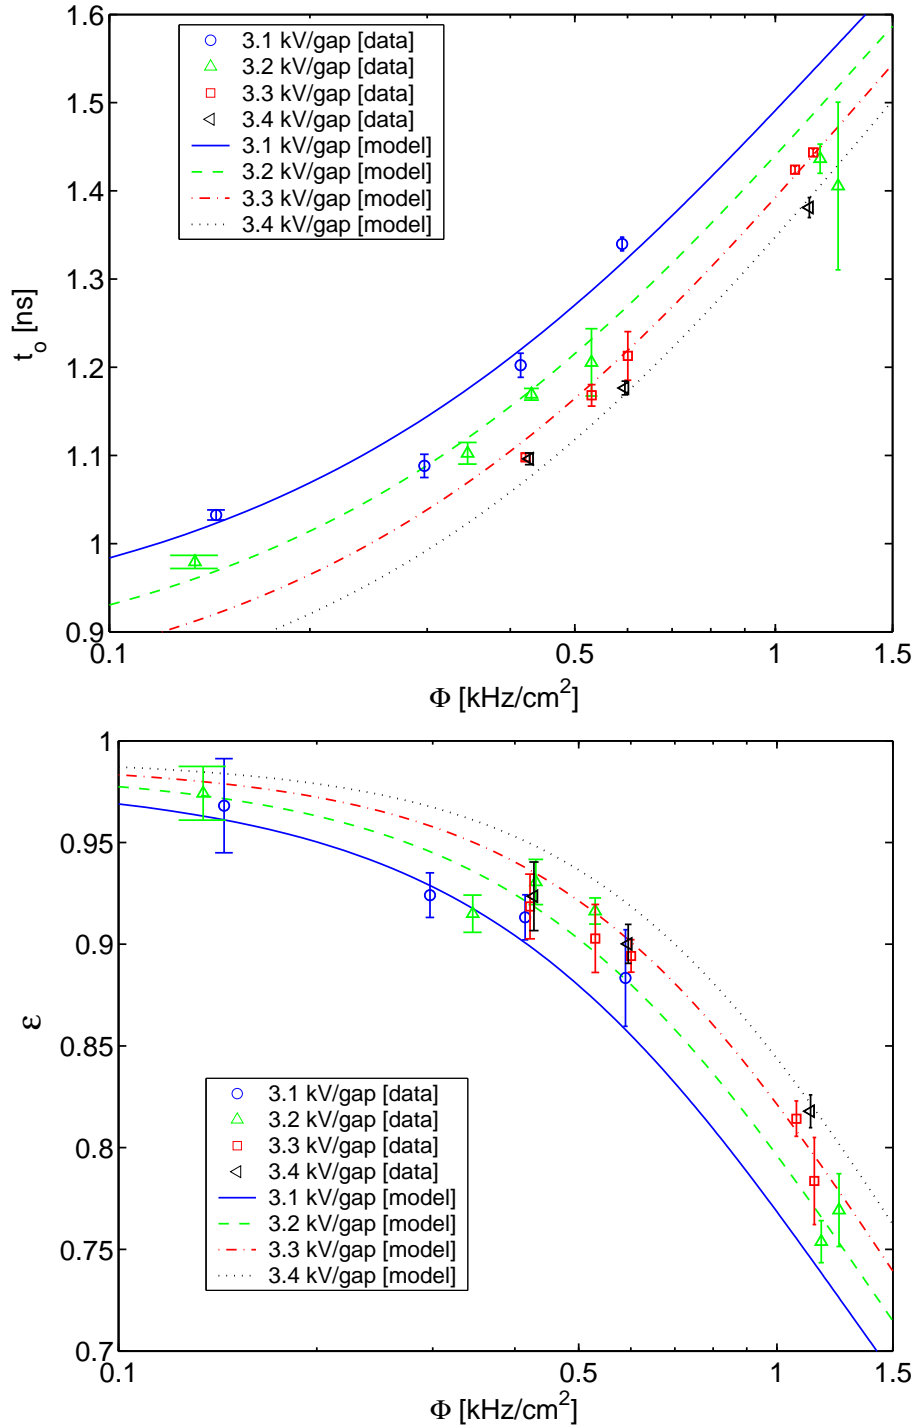 1.6
1.5
1.4
1.3
1.2
1.1
1
0.9
t_o [ns]
3.1 kV/gap [data]
3.2 kV/gap [data]
3.3 kV/gap [data]
3.4 kV/gap [data]
3.1 kV/gap [model]
3.2 kV/gap [model]
3.3 kV/gap [model]
3.4 kV/gap [model]
0.1 0.5 1 1.5
Φ [kHz/cm²]
1
0.95
0.9
0.85
0.8
0.75
0.7
ε
3.1 kV/gap [data]
3.2 kV/gap [data]
3.3 kV/gap [data]
3.4 kV/gap [data]
3.1 kV/gap [model]
3.2 kV/gap [model]
3.3 kV/gap [model]
3.4 kV/gap [model]
0.1 0.5 1 1.5
Φ [kHz/cm²]